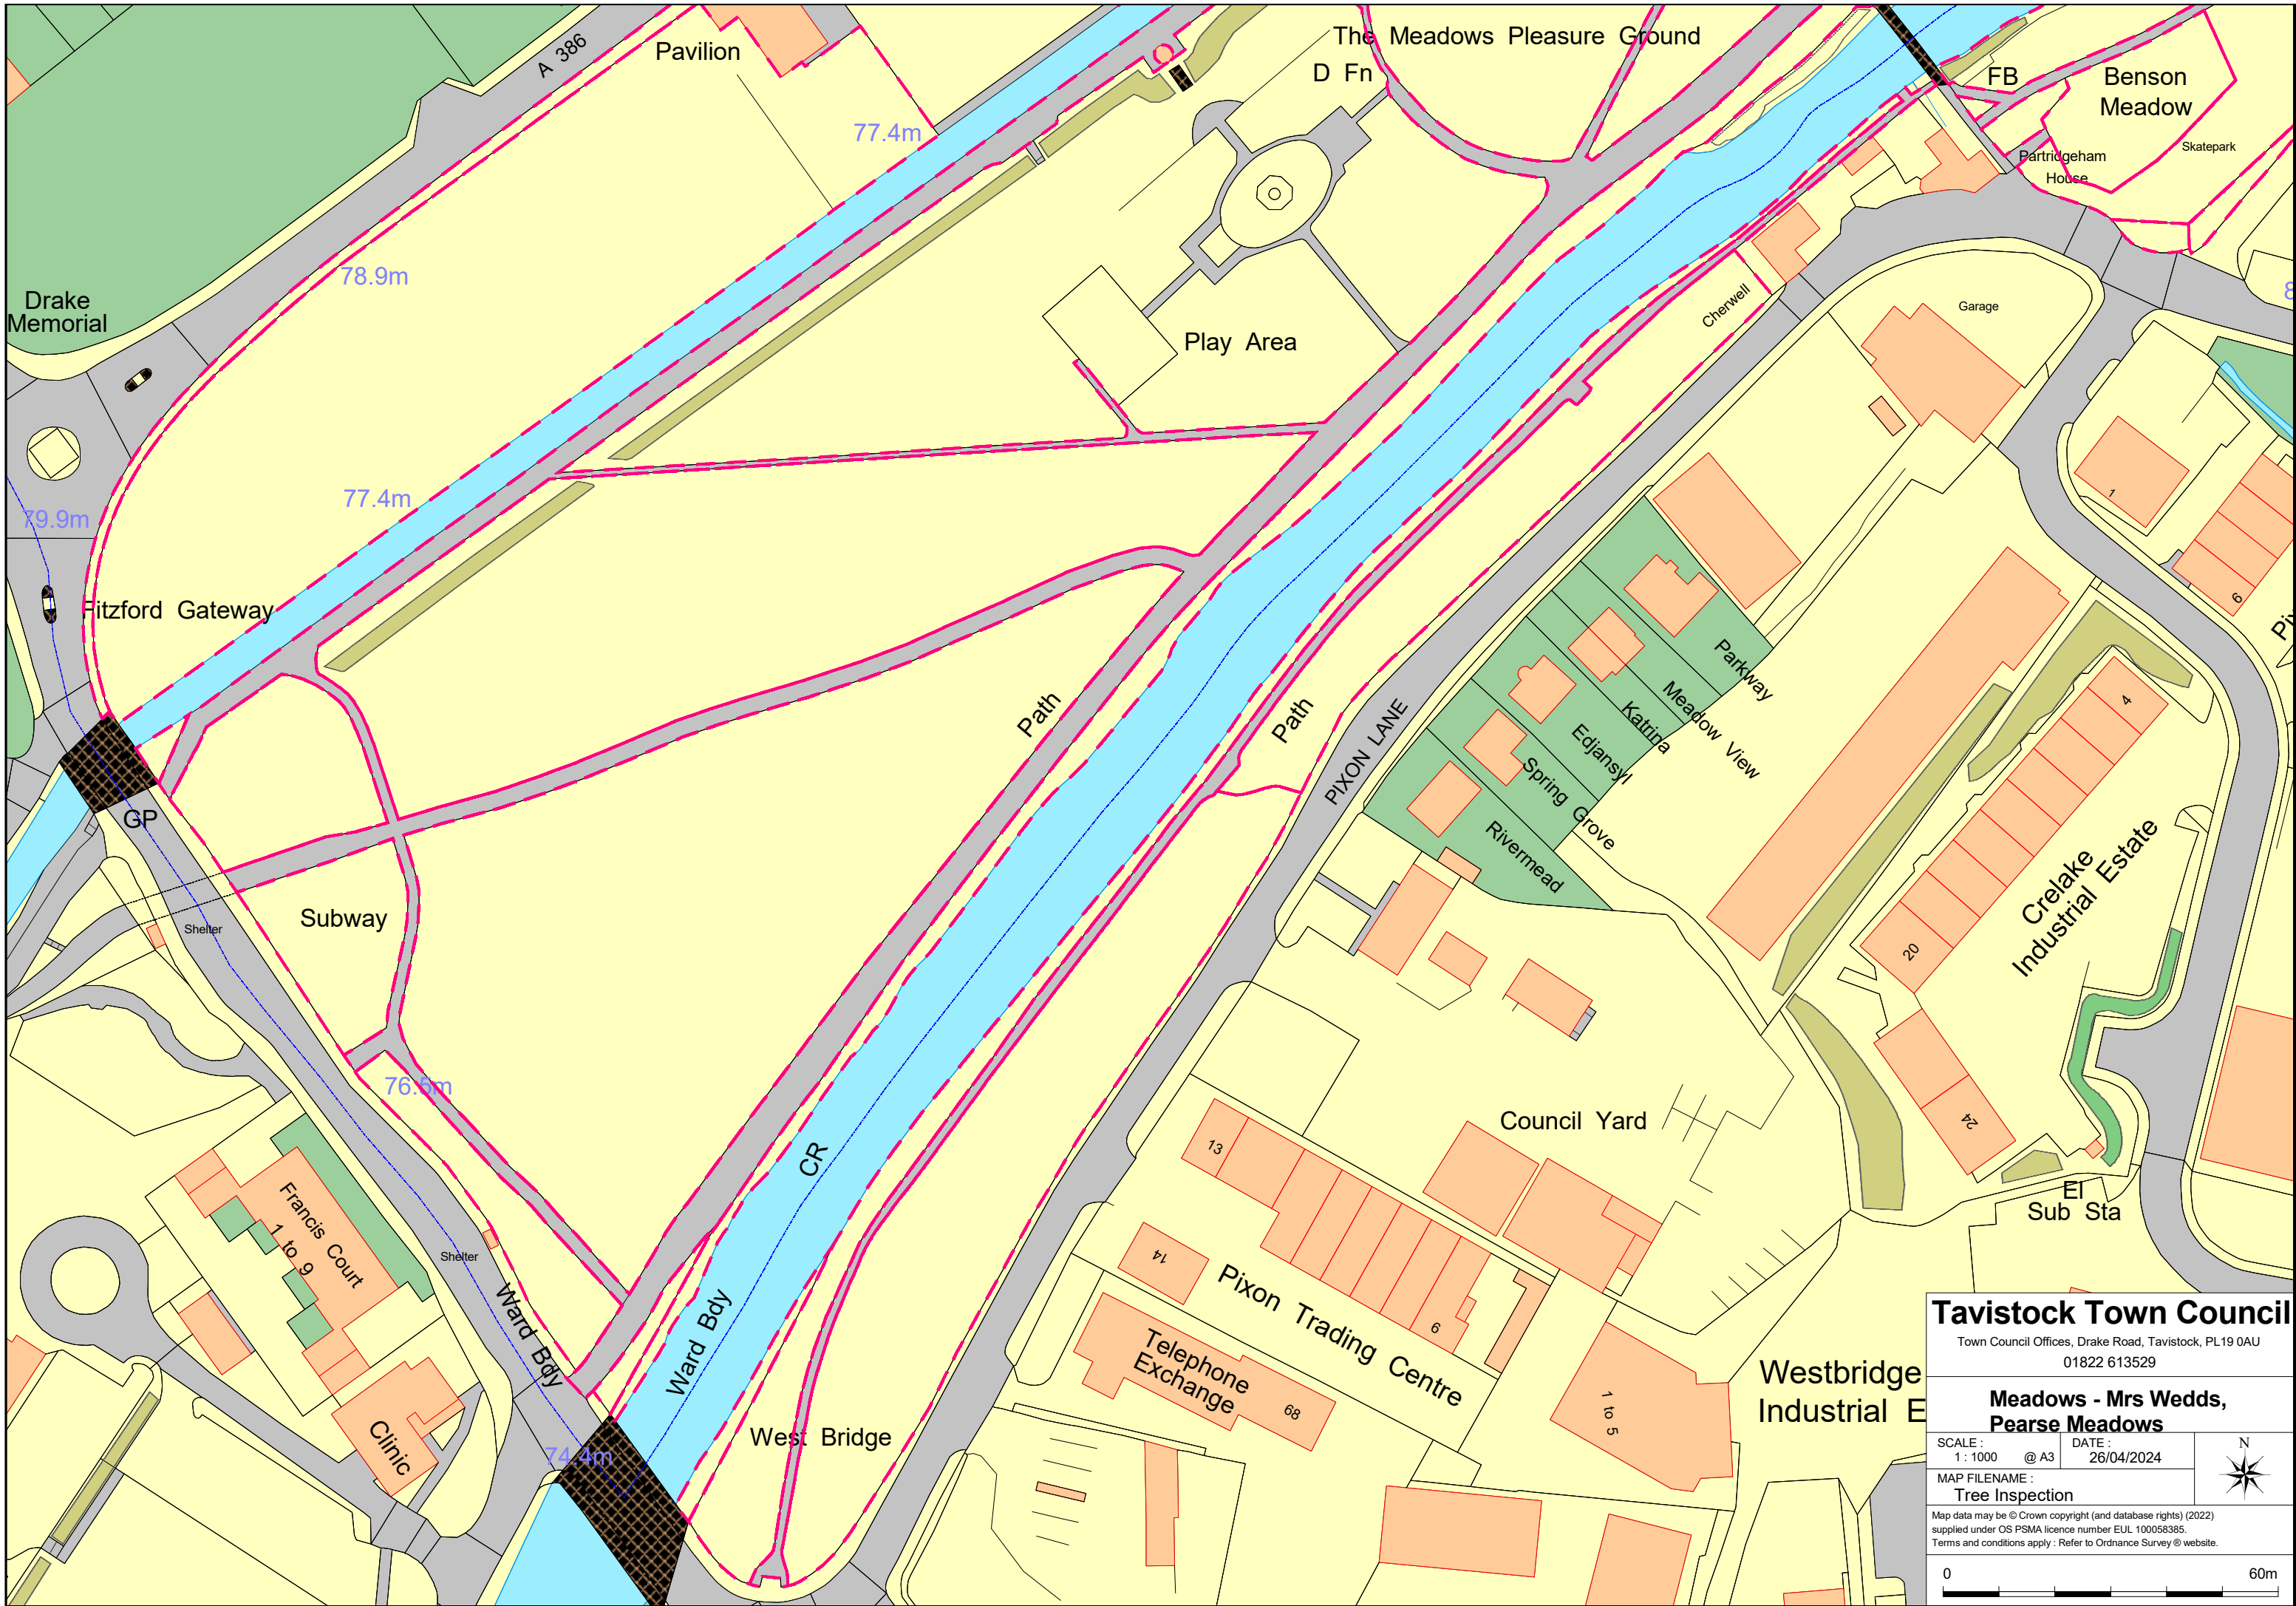 A 386
Pavilion
The Meadows Pleasure Ground
D Fn
FB
Benson
Meadow
77.4m
Skatepark
Partridgeham
House
78.9m
Drake
Memorial
Cherwell
Garage
Play Area
77.4m
79.9m
1
6
Fitzford Gateway
Parkway
Meadow View
Katrina
Edjansyl
Spring Grove
Rivermead
Path
Path
PIXON LANE
4
GP
Subway
Shelter
20
Crelake
Industrial Estate
76.5m
24
Council Yard
13
CR
El
Sub Sta
Francis Court
1 to 9
Shelter
14
Pixon Trading Centre
6
Ward Bdy
Ward Bdy
Telephone
Exchange
68
1 to 5
Westbridge
Industrial E
Clinic
West Bridge
74.4m
Tavistock Town Council
Town Council Offices, Drake Road, Tavistock, PL19 0AU
01822 613529
Meadows - Mrs Wedds,
Pearse Meadows
SCALE :
1 : 1000 @ A3
DATE :
26/04/2024
N
MAP FILENAME :
Tree Inspection
Map data may be © Crown copyright (and database rights) (2022)
supplied under OS PSMA licence number EUL 100058385.
Terms and conditions apply : Refer to Ordnance Survey ® website.
0 60m